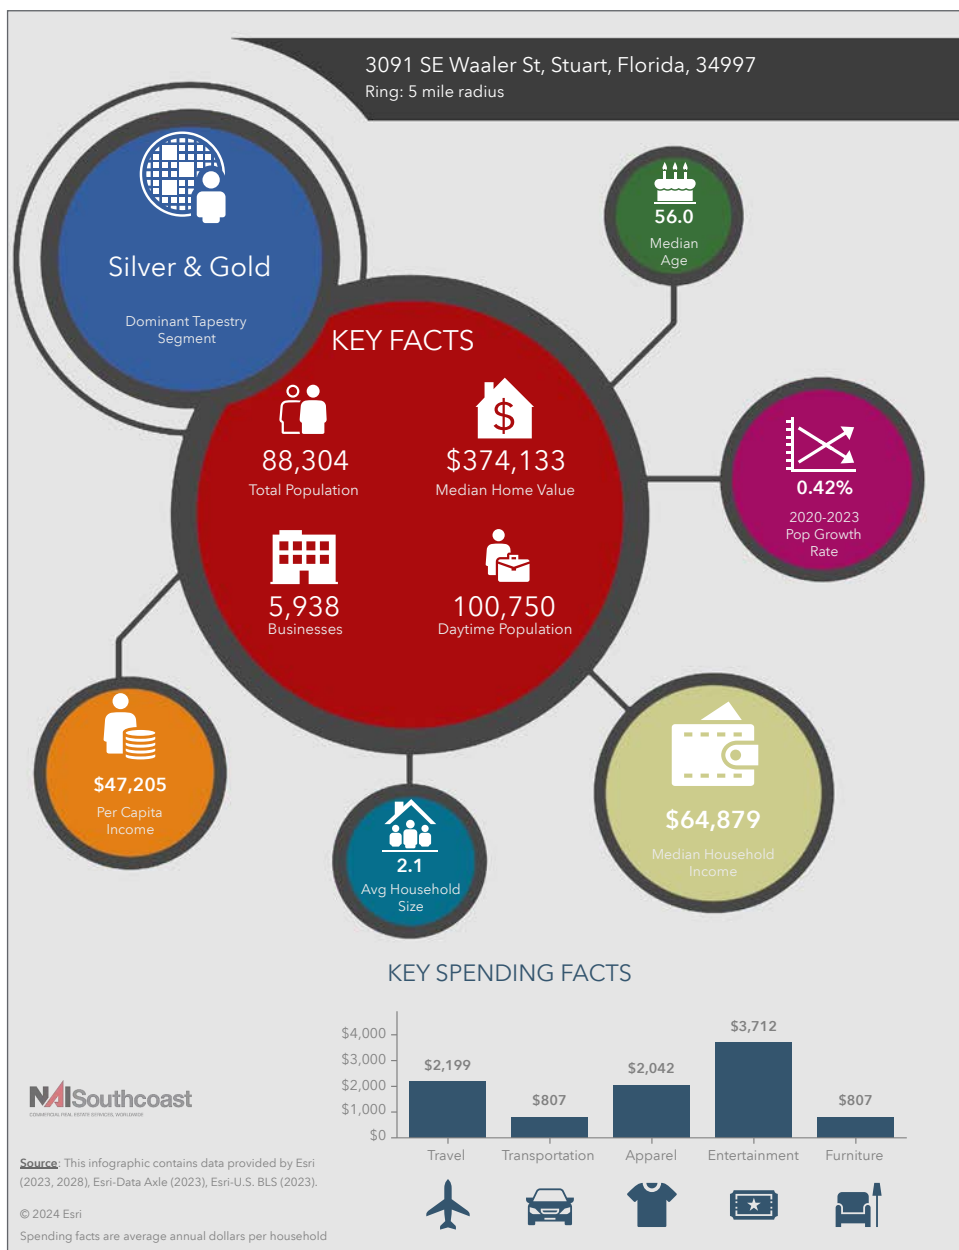 3091 SE Waaler St, Stuart, Florida, 34997
Ring: 5 mile radius
Silver & Gold
Dominant Tapestry
Segment
56.0
Median
Age
KEY FACTS
$
88,304
Total Population
$374,133
Median Home Value
5,938
Businesses
100,750
Daytime Population
0.42%
2020-2023
Pop Growth
Rate
$47,205
Per Capita
Income
2.1
Avg Household
Size
$64,879
Median Household
Income
KEY SPENDING FACTS
$4,000
$3,000
$2,000
$1,000
$0
$2,199
$807
$2,042
$3,712
$807
Travel
Transportation
Apparel
Entertainment
Furniture
NAISouthcoast
COMMERCIAL REAL ESTATE SERVICES, WORLDWIDE
Source: This infographic contains data provided by Esri
(2023, 2028), Esri-Data Axle (2023), Esri-U.S. BLS (2023).
© 2024 Esri
Spending facts are average annual dollars per household